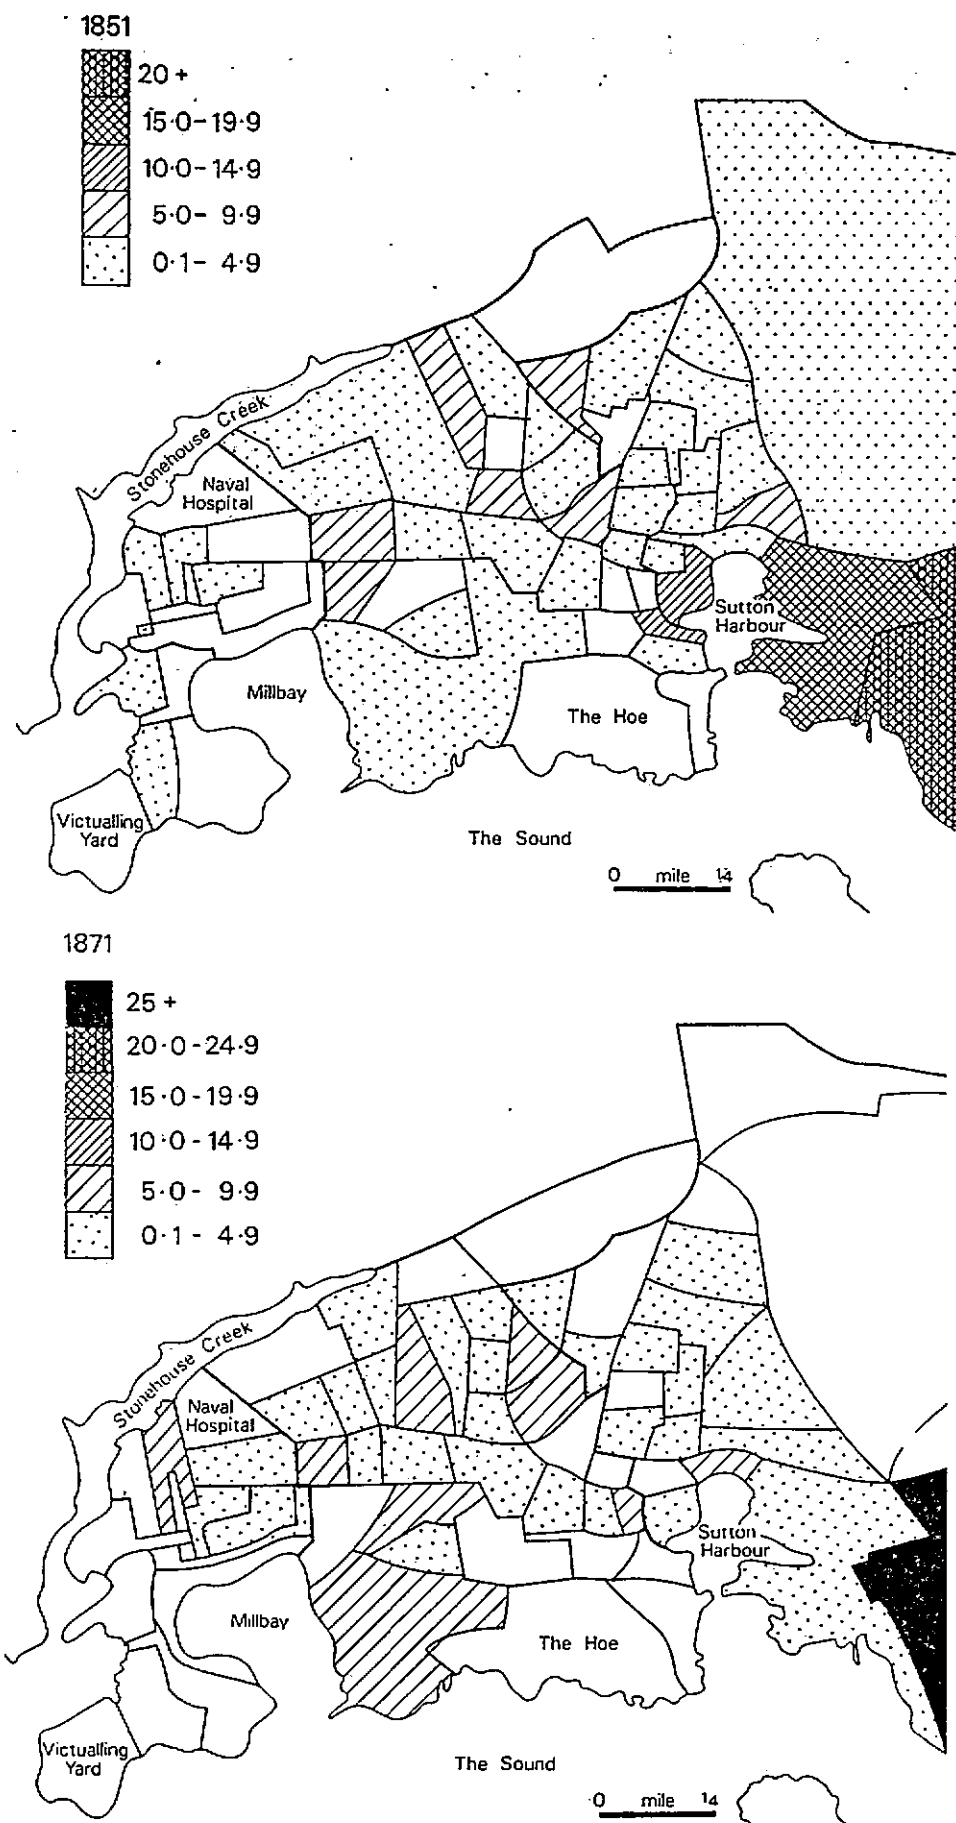 1851
20 +
15·0-19·9
10·0-14·9
5·0- 9·9
0·1- 4·9
Stonehouse Creek
Naval
Hospital
Sutton
Harbour
Millbay
The Hoe
Victualling
Yard
The Sound
0 mile 1/4
1871
25 +
20·0-24·9
15·0-19·9
10·0-14·9
5·0- 9·9
0·1- 4·9
Stonehouse Creek
Naval
Hospital
Sutton
Harbour
Millbay
The Hoe
Victualling
Yard
The Sound
0 mile 1/4